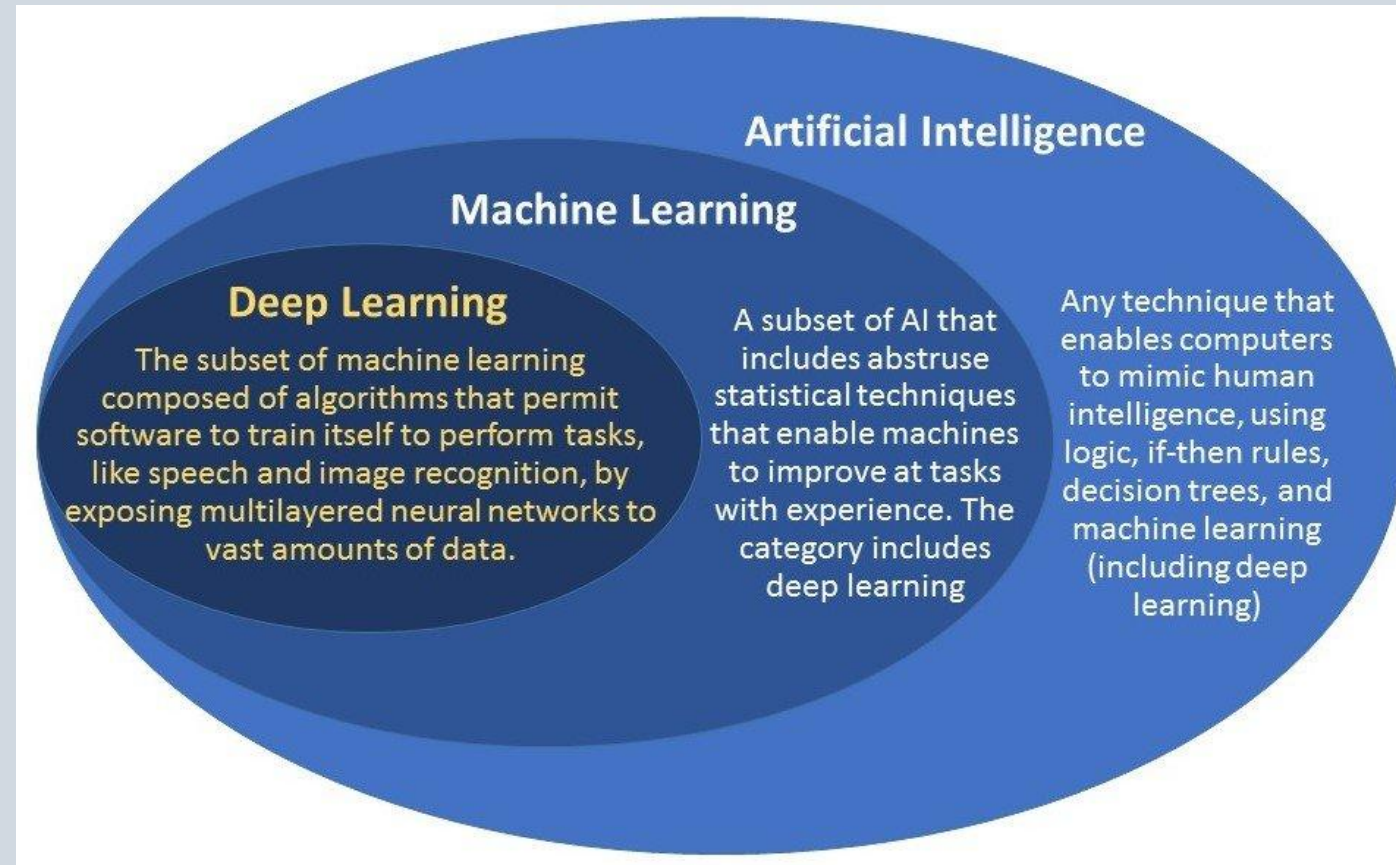 Artificial Intelligence
Machine Learning
Deep Learning
The subset of machine learning
composed of algorithms that permit
software to train itself to perform tasks,
like speech and image recognition, by
exposing multilayered neural networks to
vast amounts of data.
A subset of AI that
includes abstruse
statistical techniques
that enable machines
to improve at tasks
with experience. The
category includes
deep learning
Any technique that
enables computers
to mimic human
intelligence, using
logic, if-then rules,
decision trees, and
machine learning
(including deep
learning)